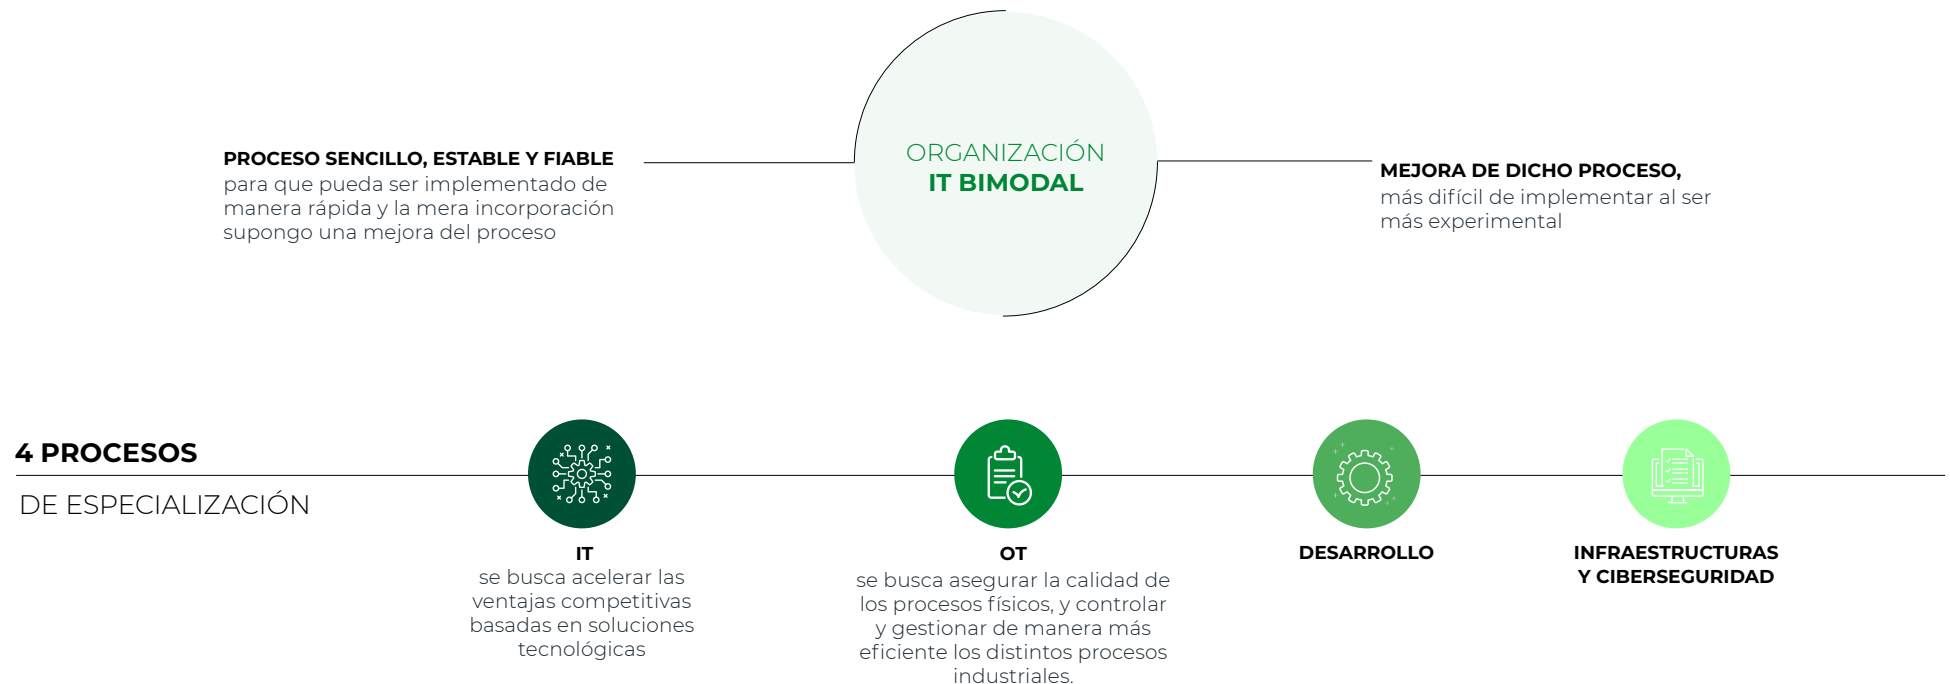 ORGANIZACIÓN
IT BIMODAL
PROCESO SENCILLO, ESTABLE Y FIABLE
para que pueda ser implementado de
manera rápida y la mera incorporación
supongo una mejora del proceso
MEJORA DE DICHO PROCESO,
más difícil de implementar al ser
más experimental
4 PROCESOS
DE ESPECIALIZACIÓN
IT
se busca acelerar las
ventajas competitivas
basadas en soluciones
tecnológicas
OT
se busca asegurar la calidad de
los procesos físicos, y controlar
y gestionar de manera más
eficiente los distintos procesos
industriales.
DESARROLLO
INFRAESTRUCTURAS
Y CIBERSEGURIDAD